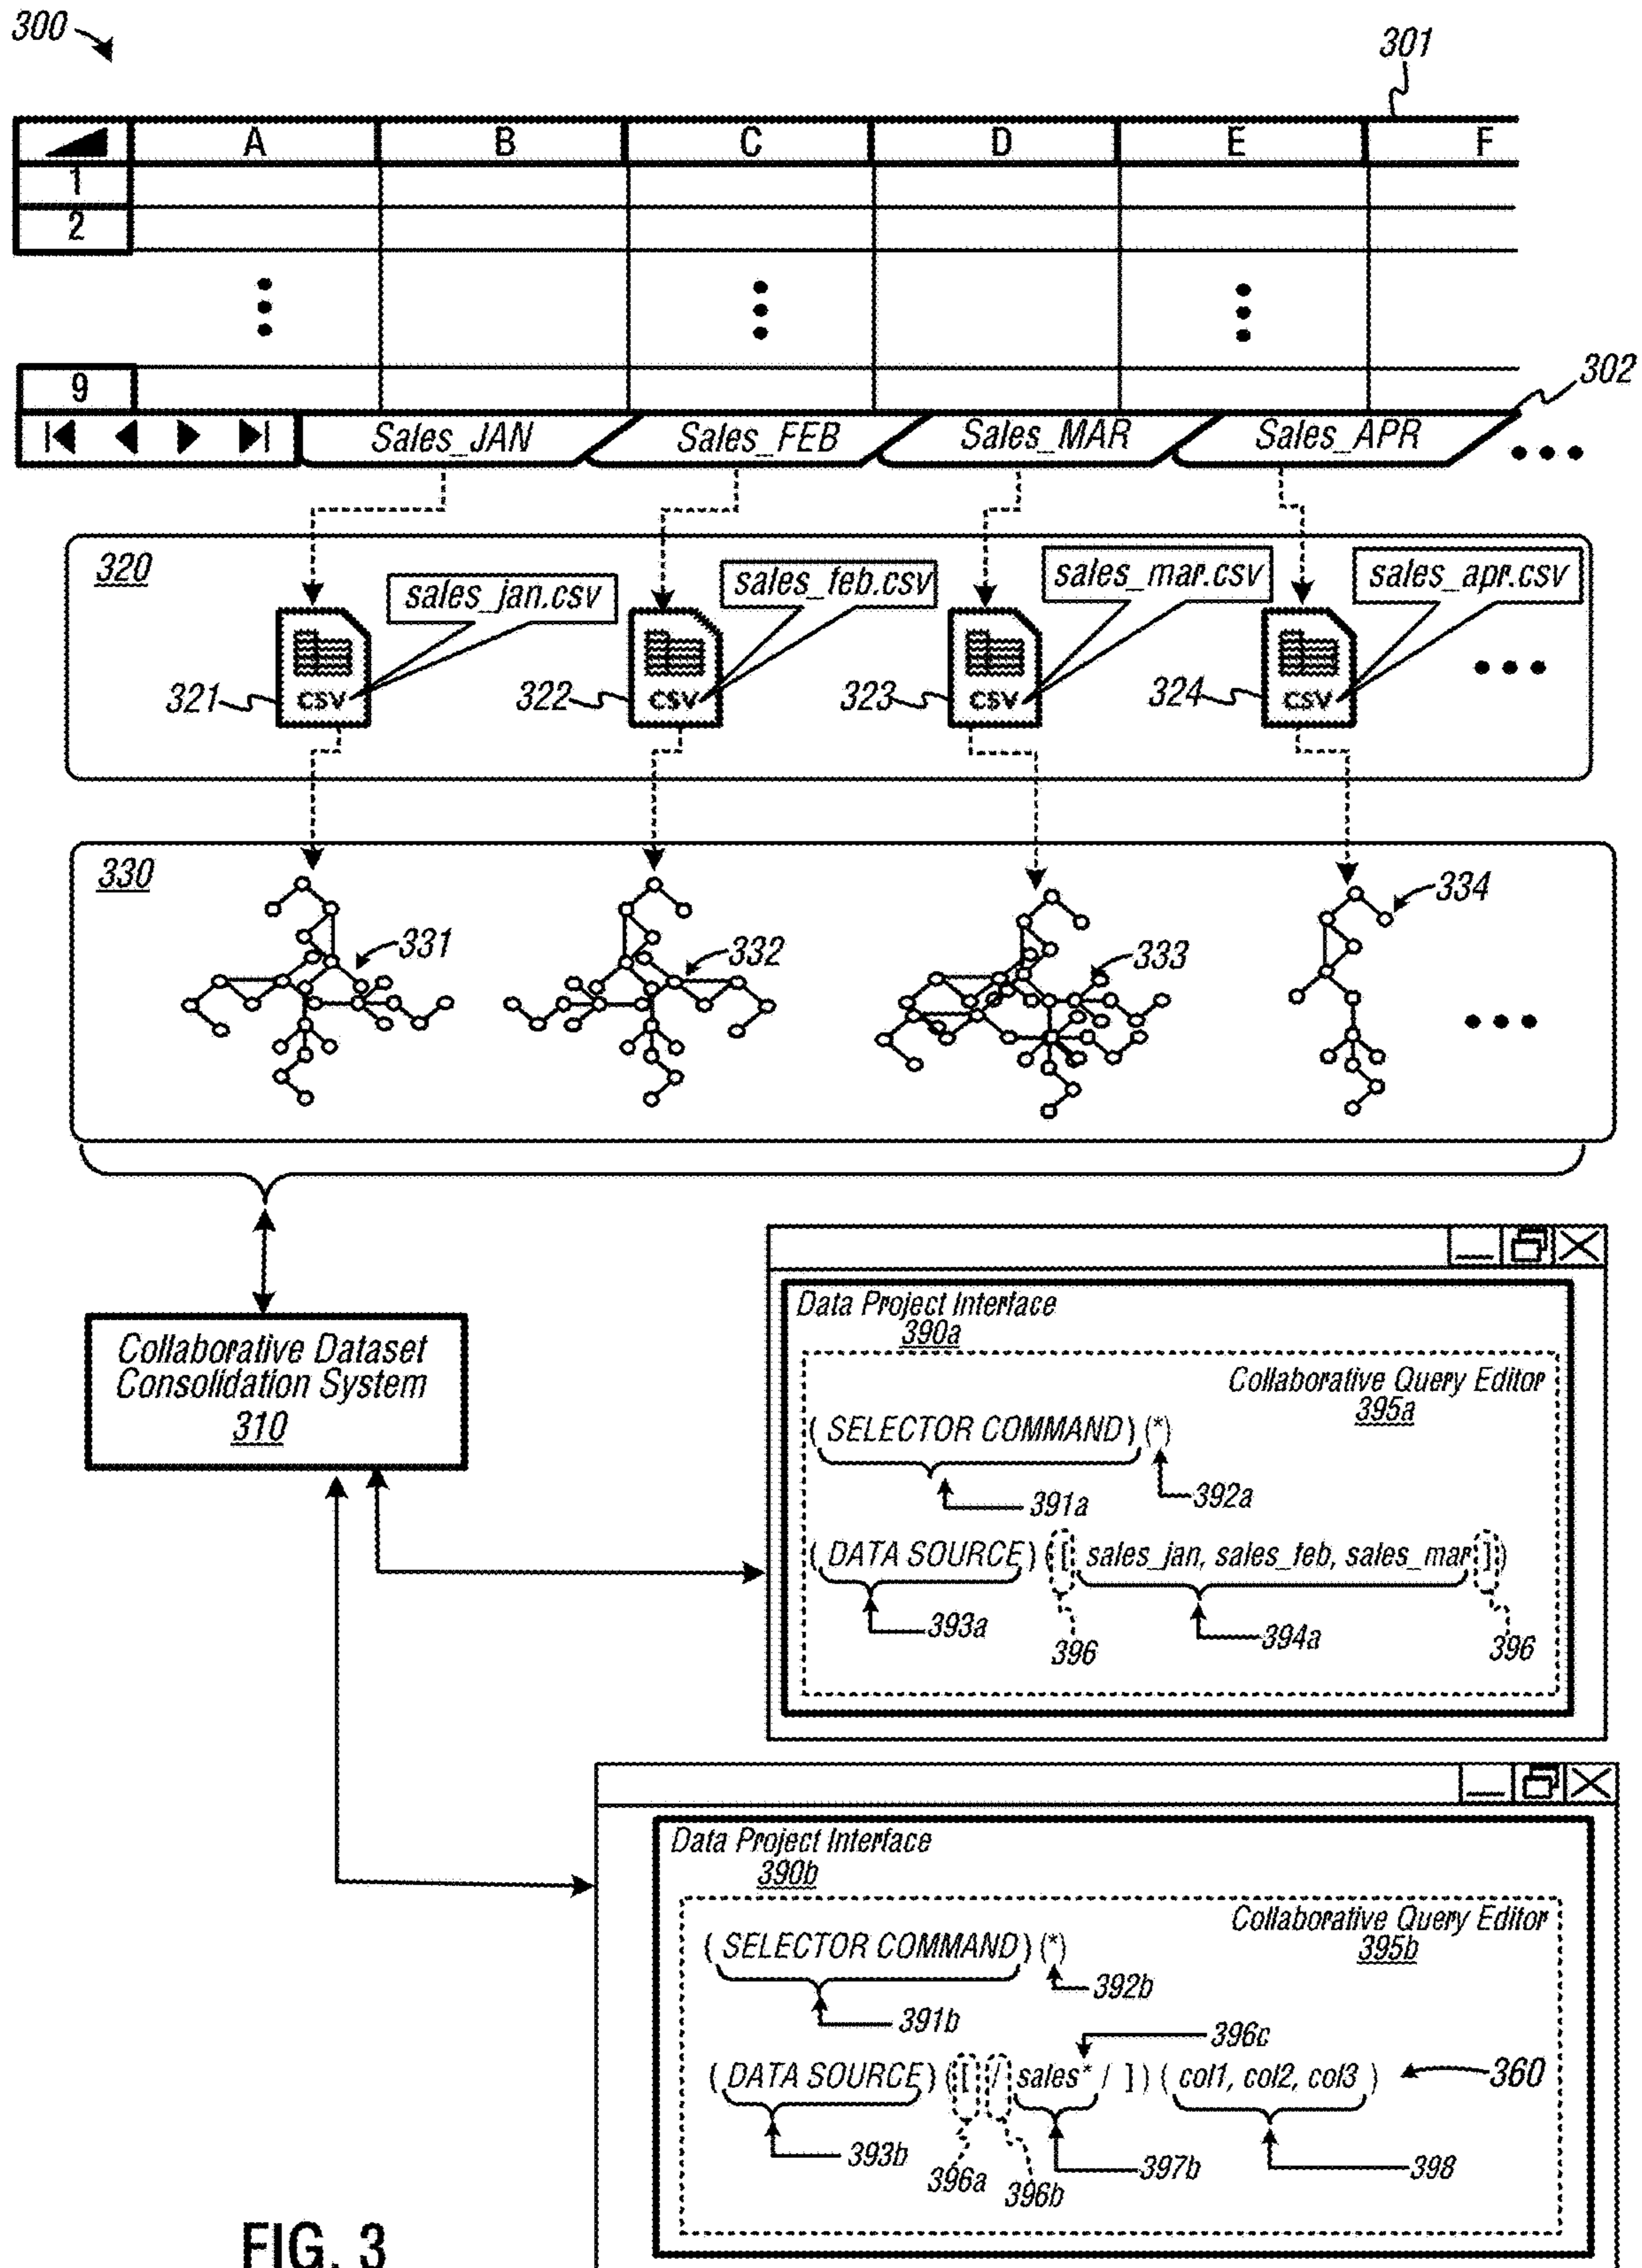 300
301
A B C D E F
1
2
9
302
Sales_JAN Sales_FEB Sales_MAR Sales_APR
320
sales_jan.csv sales_feb.csv sales_mar.csv sales_apr.csv
321 CSV 322 CSV 323 CSV 324 CSV
330
331 332 333 334
Collaborative Dataset
Consolidation System
310
Data Project Interface
390a
Collaborative Query Editor
395a
(SELECTOR COMMAND) (*)
391a 392a
(DATA SOURCE) ([ sales_jan, sales_feb, sales_mar ])
393a 396 394a 396
Data Project Interface
390b
Collaborative Query Editor
395b
(SELECTOR COMMAND) (*)
392b
391b
396c
(DATA SOURCE) ([ / sales* / ]) ( col1, col2, col3 ) 360
393b 396a 396b 397b 398
FIG. 3